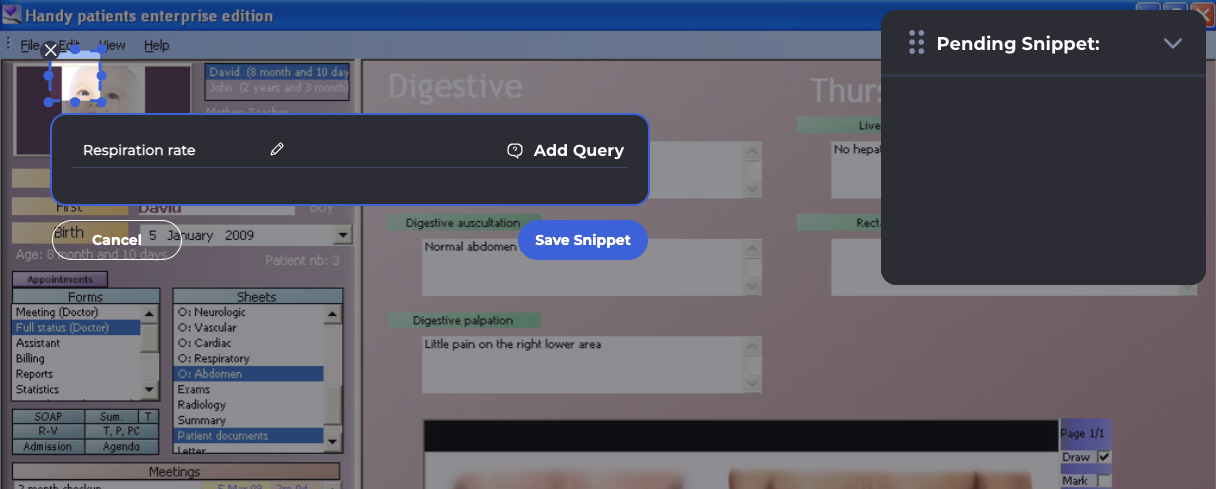 Handy patients enterprise edition
File Edit View Help
Pending Snippet:
David (8 month and 10 day
John (2 years and 3 month)
Mother: Teacher
Digestive
Thurs
Live
No hepat
Respiration rate
Add Query
First David Boy
Birth 5 January 2009
Cancel
Save Snippet
Age: 8 month and 10 days
Patient nb: 3
Digestive auscultation
Normal abdomen
Recta
Appointments
Forms
Meeting (Doctor)
Full status (Doctor)
Assistant
Billing
Reports
Statistics
Sheets
O: Neurologic
O: Vascular
O: Cardiac
O: Respiratory
O: Abdomen
Exams
Radiology
Summary
Patient documents
Letter
Digestive palpation
Little pain on the right lower area
SOAP Sum. T
R-V T, P, PC
Admission Agenda
Meetings
Page 1/1
Draw
Mark